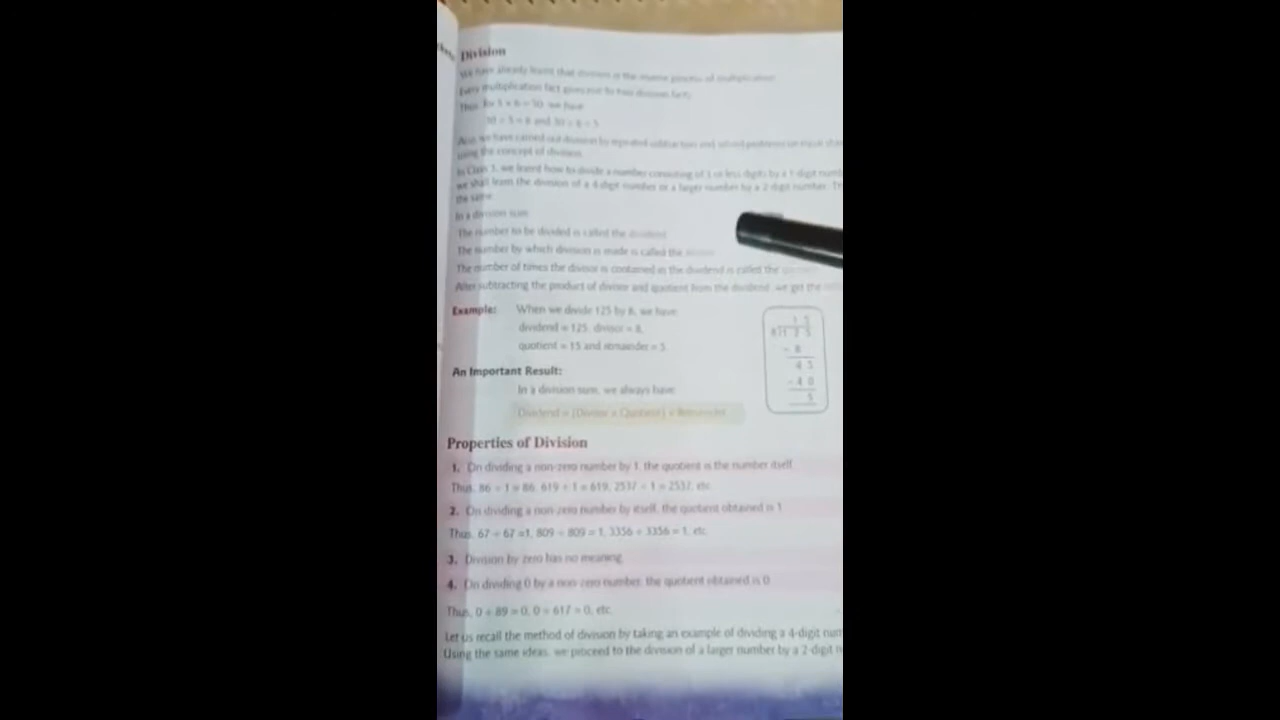 Division
We have already learnt that division is the reverse process of multiplication
Every multiplication fact gives rise to two division facts
Thus, for 5 × 6 = 30, we have
30 ÷ 5 = 6 and 30 ÷ 6 = 5
Also, we have carried out division by repeated subtraction and solved problems on equal
using the concept of division.
In Class 3, we learnt how to divide a number consisting of 3 or less digits by a 1-digit
we shall learn the division of a 4-digit number or a larger number by a 2-digit number.
the same.
In a division sum
The number to be divided is called the dividend
The number by which division is made is called the divisor
The number of times the divisor is contained in the dividend is called the quotient
After subtracting the product of divisor and quotient from the dividend, we get the
Example: When we divide 125 by 8, we have
dividend = 125, divisor = 8,
quotient = 15 and remainder = 5
1 5
8 1 2 5
- 8
4 5
- 4 0
5
An Important Result:
In a division sum, we always have
Dividend = (Divisor × Quotient) + Remainder
Properties of Division
1. On dividing a non-zero number by 1, the quotient is the number itself.
Thus, 86 ÷ 1 = 86, 619 ÷ 1 = 619, 2537 ÷ 1 = 2537, etc.
2. On dividing a non-zero number by itself, the quotient obtained is 1
Thus, 67 ÷ 67 =1, 809 ÷ 809 = 1, 3356 ÷ 3356 = 1, etc.
3. Division by zero has no meaning.
4. On dividing 0 by a non-zero number, the quotient obtained is 0
Thus, 0 ÷ 89 = 0, 0 ÷ 617 = 0, etc.
Let us recall the method of division by taking an example of dividing a 4-digit
Using the same ideas, we proceed to the division of a larger number by a 2-digit